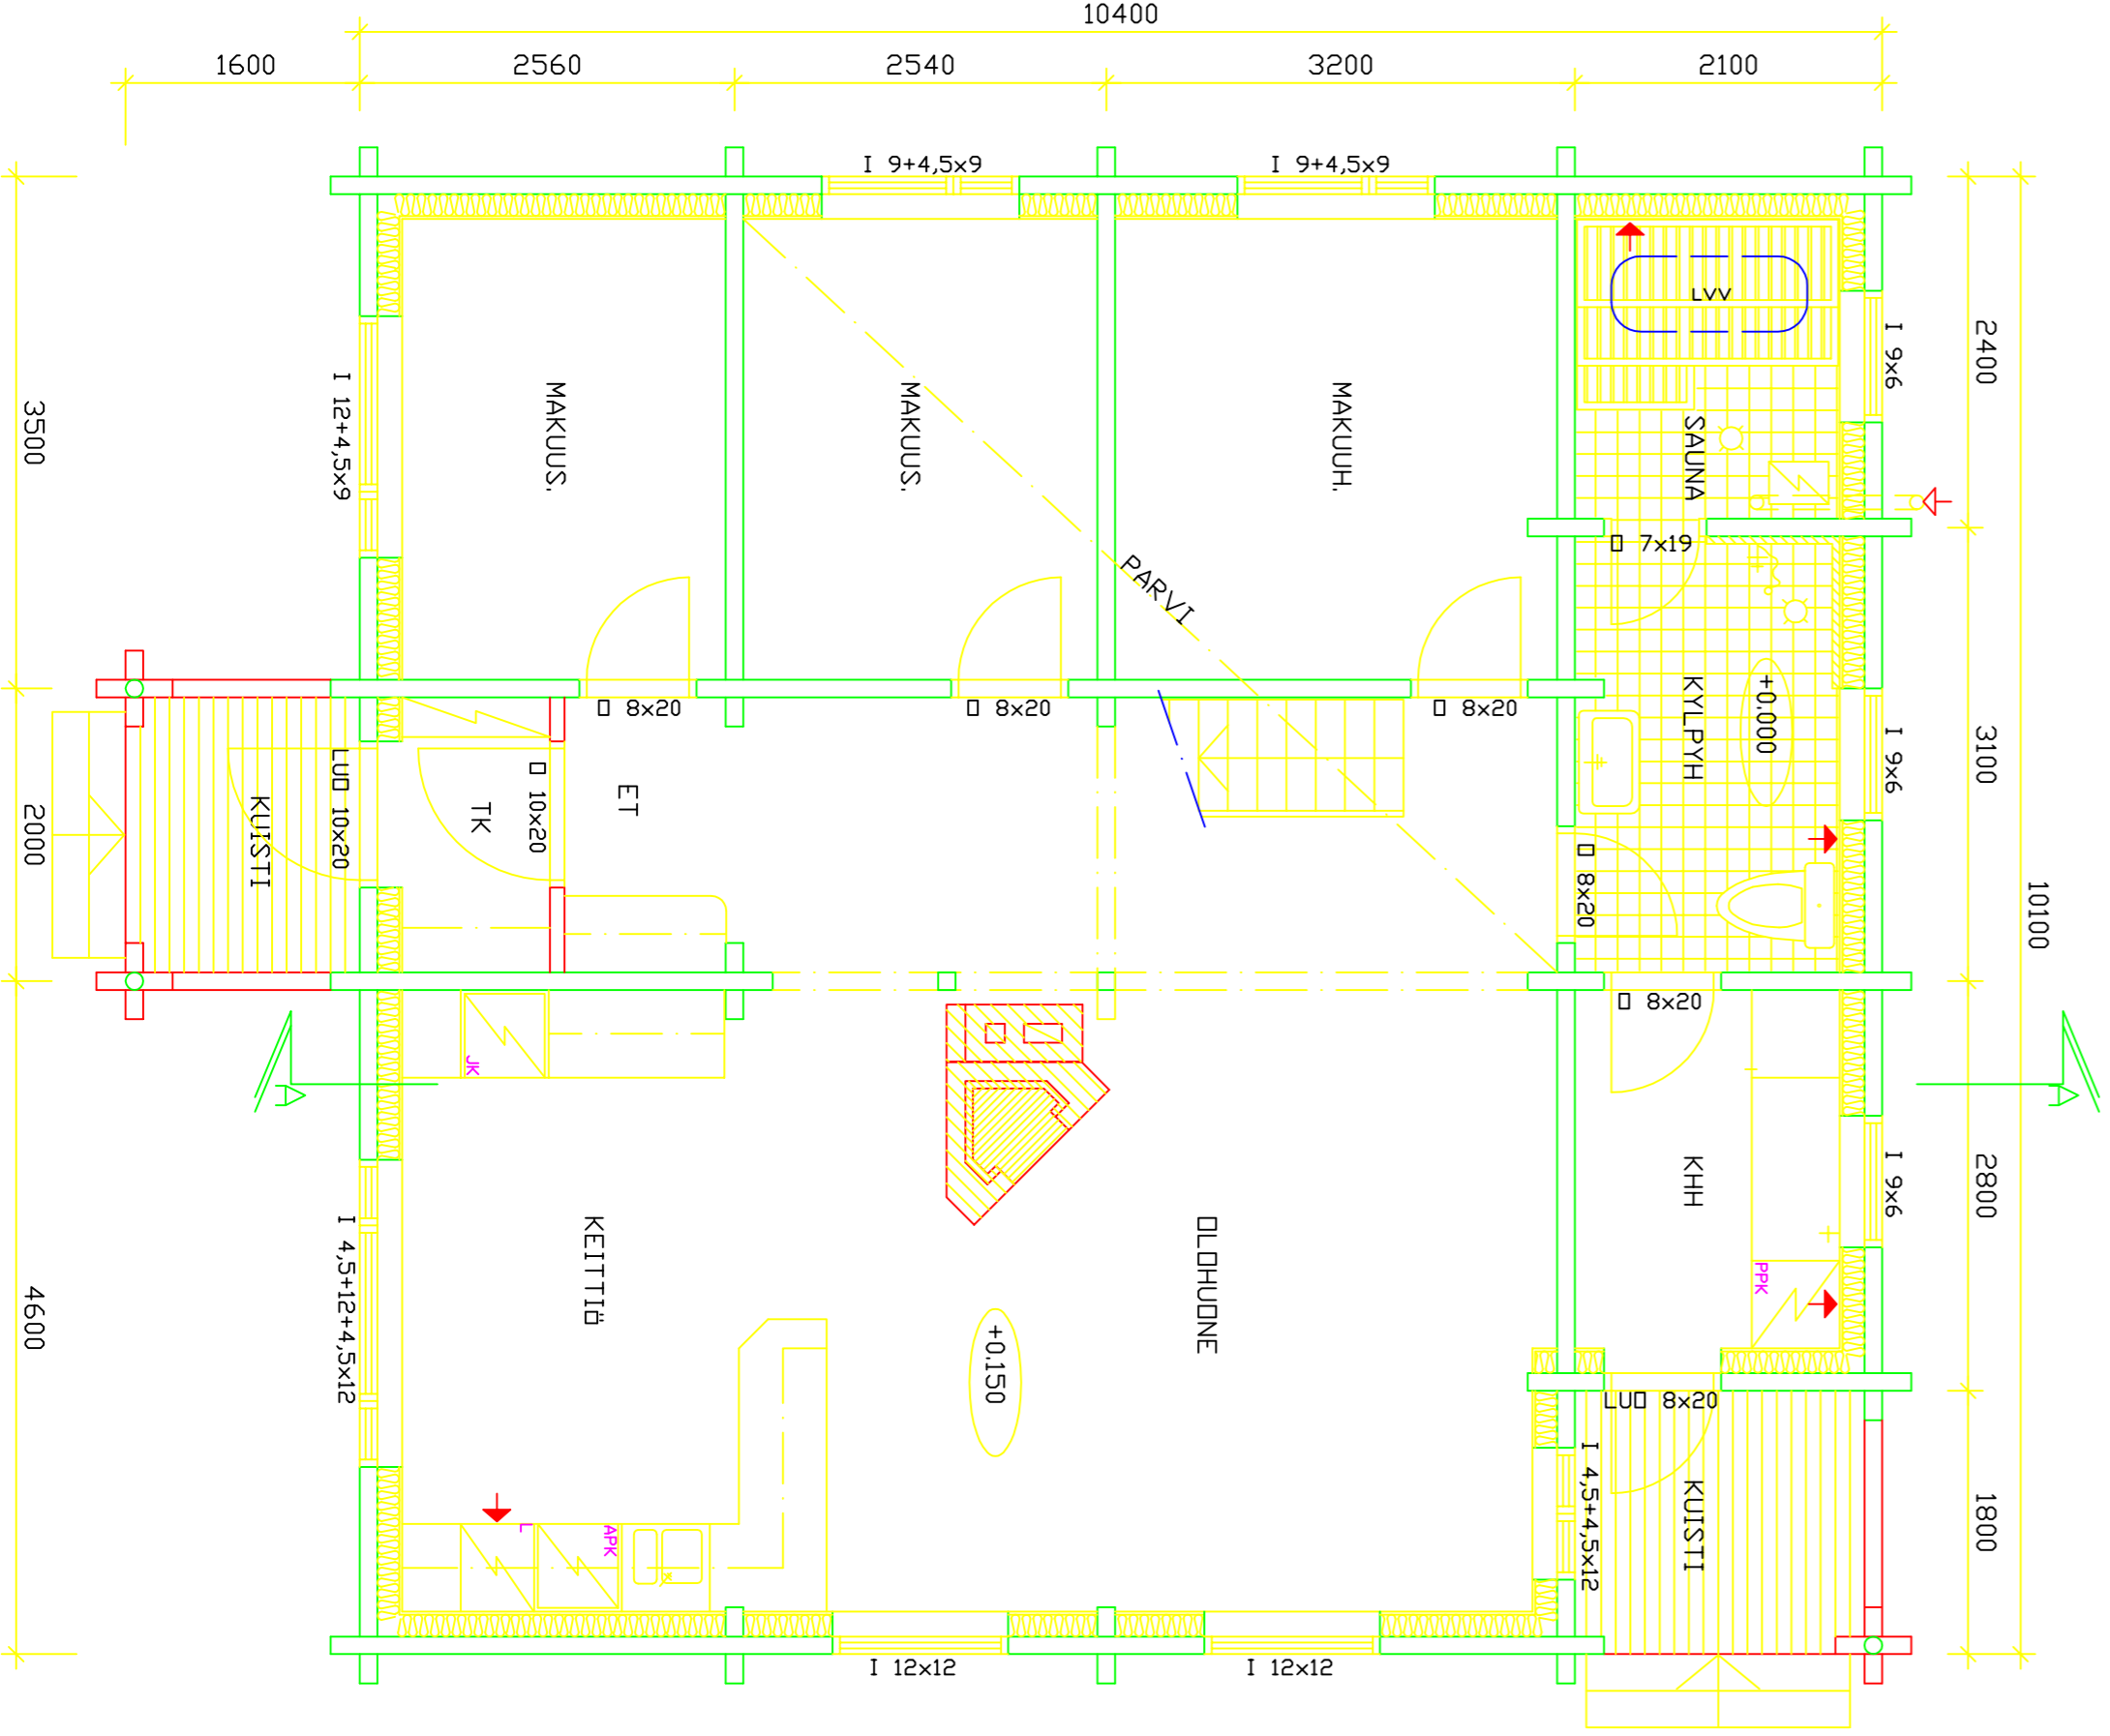 10400
1600
2560
2540
3200
2100
I 9+4,5x9
I 9+4,5x9
I 12+4,5x9
MAKUUS.
MAKUUS.
MAKUUH.
PARVI
LVV
SAUNA
I 9x6
2400
3500
O 7x19
O 8x20
O 8x20
O 8x20
KYLPYH
+0.000
I 9x6
3100
10100
2000
KUISTI
LUO 10x20
TK
O 10x20
ET
O 8x20
O 8x20
JK
A
A
KEITTIÖ
OLOHUONE
+0.150
KHH
PPK
I 9x6
2800
4600
I 4,5+12+4,5x12
L
APK
LUO 8x20
I 4,5+4,5x12
KUISTI
1800
I 12x12
I 12x12